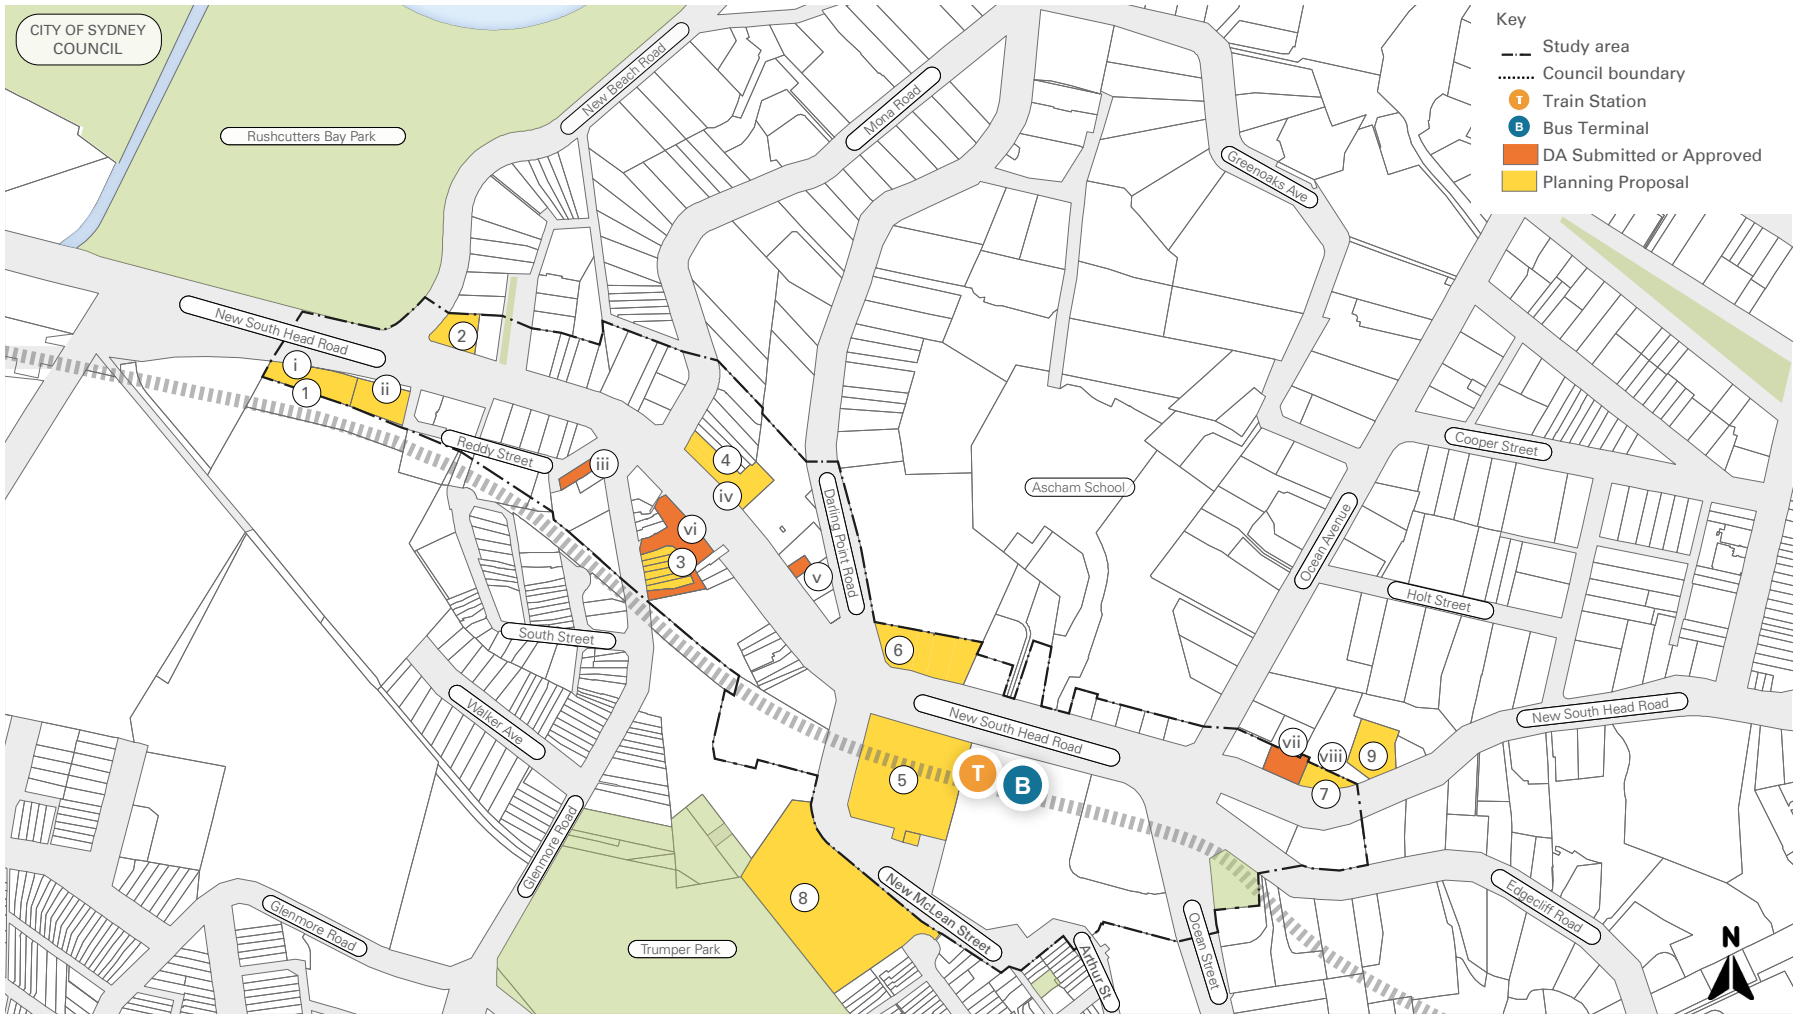 CITY OF SYDNEY
COUNCIL
Key
Study area
Council boundary
T Train Station
B Bus Terminal
DA Submitted or Approved
Planning Proposal
New Beach Road
Mona Road
Rushcutters Bay Park
Greenoaks Ave
New South Head Road
2
i
1
ii
Reddy Street
iii
4
iv
Cooper Street
Ascham School
Darling Point Road
Ocean Avenue
vi
3
v
Holt Street
South Street
6
Walker Ave
New South Head Road
New South Head Road
vii
viii
9
5
T
B
7
Glenmore Road
8
New McLean Street
Edgecliff Road
Glenmore Road
Trumper Park
Arthur St
Ocean Street
N